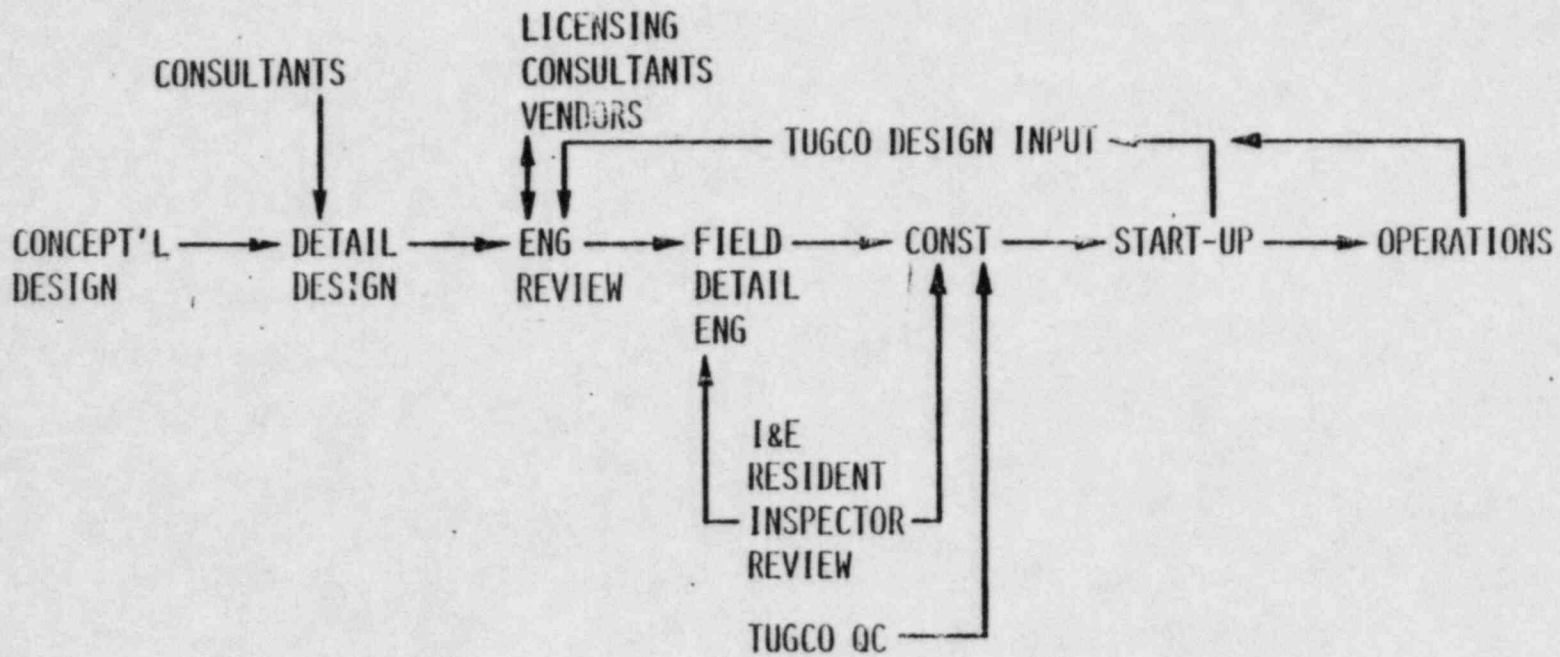 LICENSING
CONSULTANTS
VENDORS
CONSULTANTS
TUGCO DESIGN INPUT
CONCEPT'L
DESIGN
DETAIL
DESIGN
ENG
REVIEW
FIELD
DETAIL
ENG
CONST
START-UP
OPERATIONS
I&E
RESIDENT
INSPECTOR
REVIEW
TUGCO QC